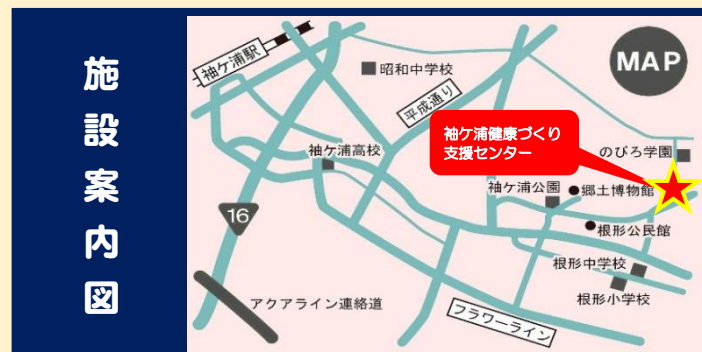 施設案内図
MAP
袖ケ浦駅
昭和中学校
平成通り
袖ケ浦健康づくり
支援センター
のびろ学園
袖ケ浦高校
袖ケ浦公園
郷土博物館
16
根形公民館
根形中学校
根形小学校
アクアライン連絡道
フラワーライン